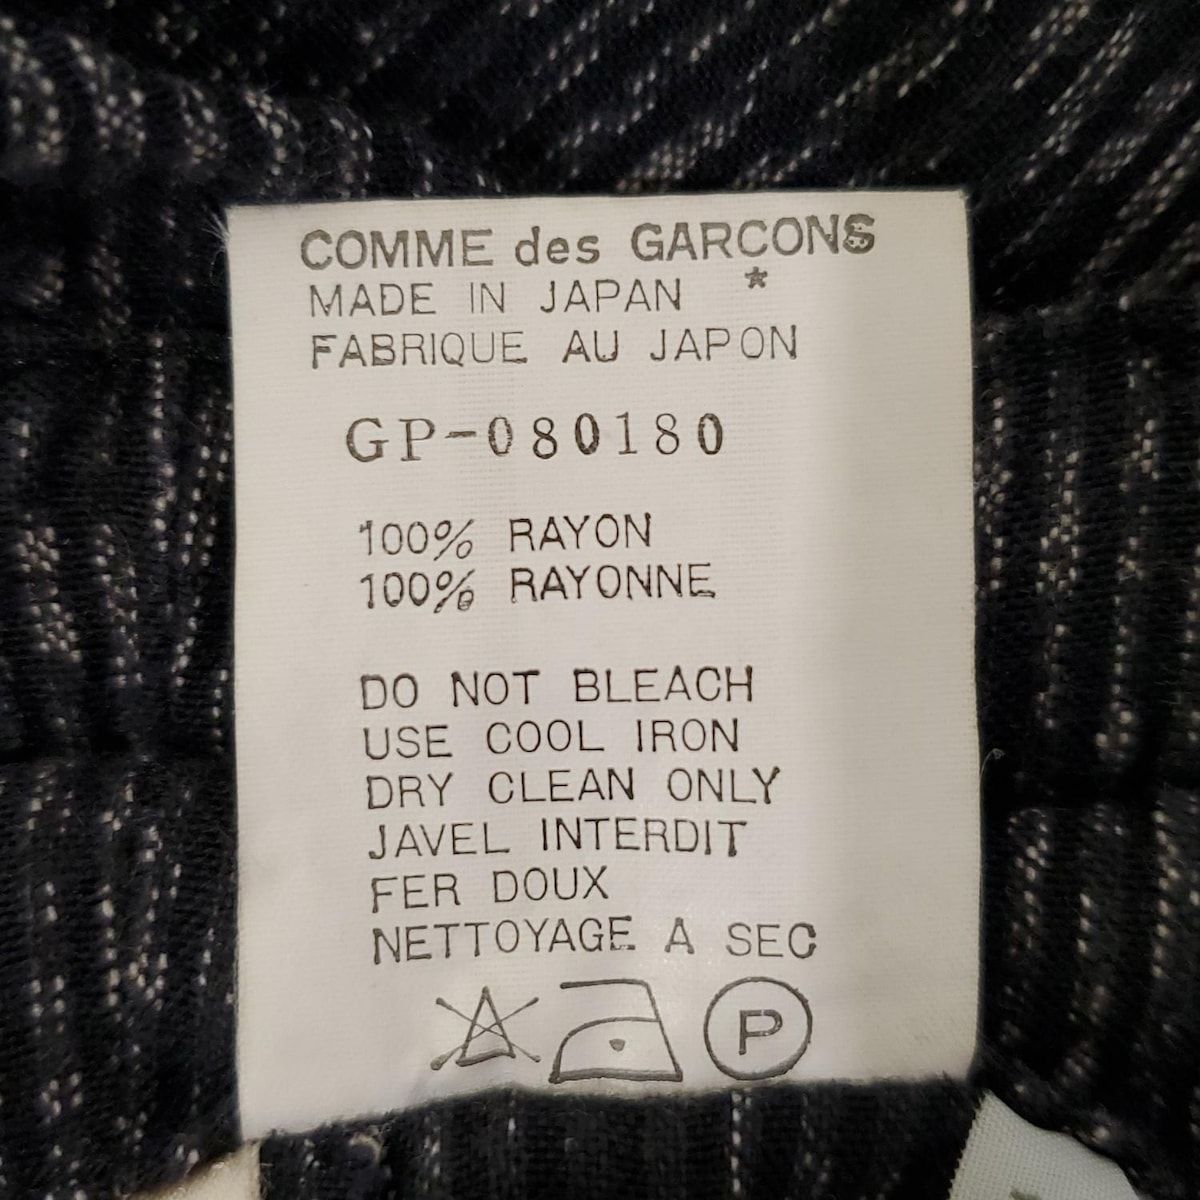 COMME des GARCONS
MADE IN JAPAN *
FABRIQUE AU JAPON
GP-080180
100% RAYON
100% RAYONNE
DO NOT BLEACH
USE COOL IRON
DRY CLEAN ONLY
JAVEL INTERDIT
FER DOUX
NETTOYAGE A SEC
P